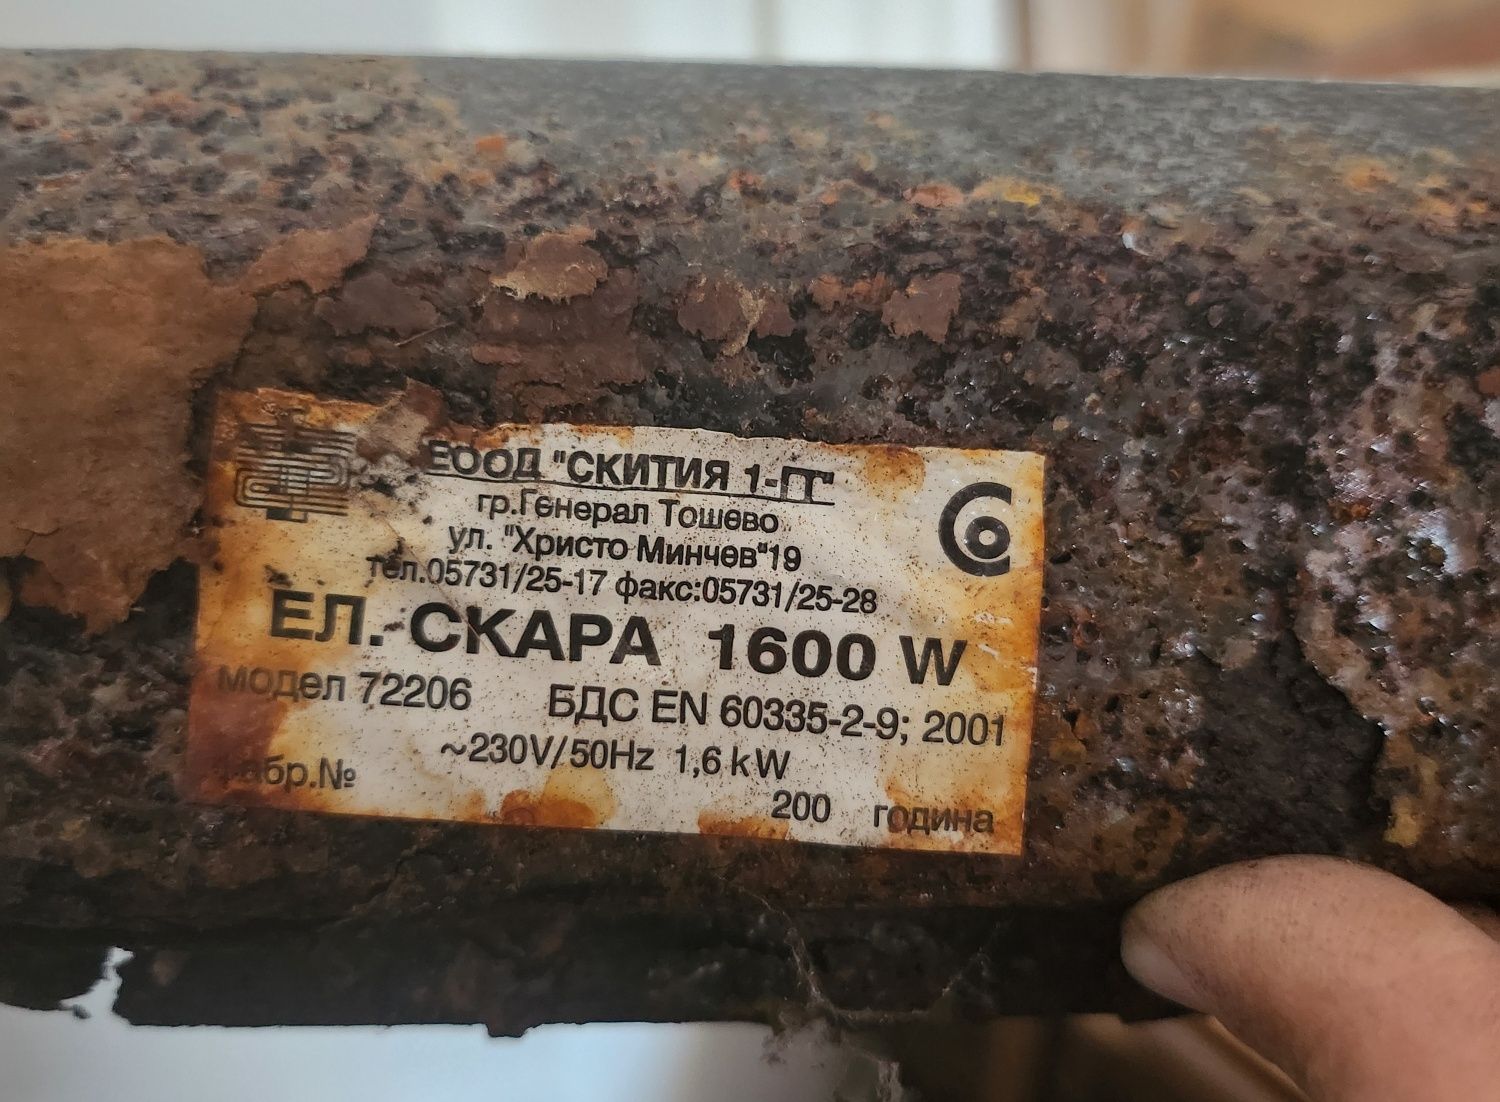 ЕООД "СКИТИЯ 1-ГТ"
гр.Генерал Тошево
ул. "Христо Минчев"19
тел.05731/25-17 факс:05731/25-28
ЕЛ. СКАРА 1600 W
модел 72206 БДС EN 60335-2-9; 2001
~230V/50Hz 1,6 kW
Фабр.№
200 година